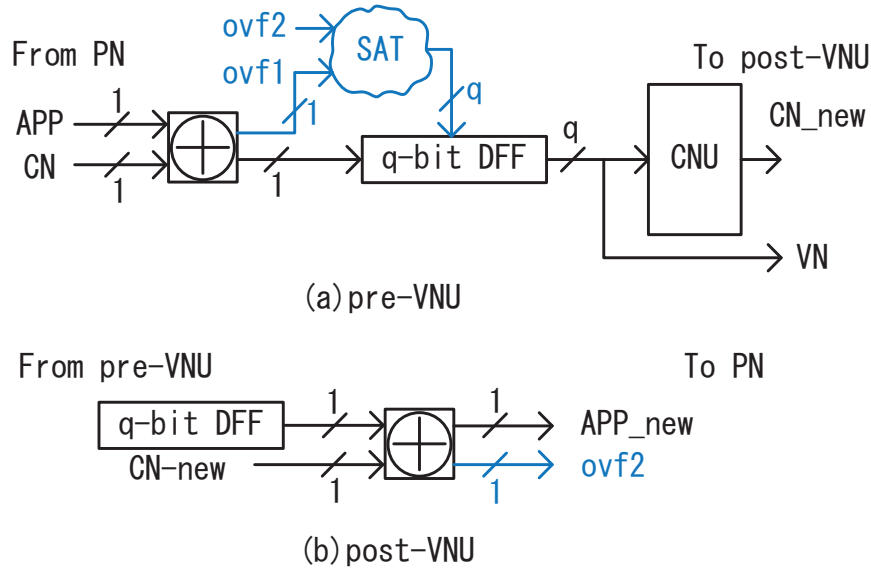 ovf2
SAT
From PN
ovf1
To post-VNU
1
1
q
CN_new
APP
q
CN
q-bit DFF
CNU
1
1
VN
(a)pre-VNU
From pre-VNU
To PN
1
1
q-bit DFF
APP_new
CN-new
ovf2
1
1
(b)post-VNU